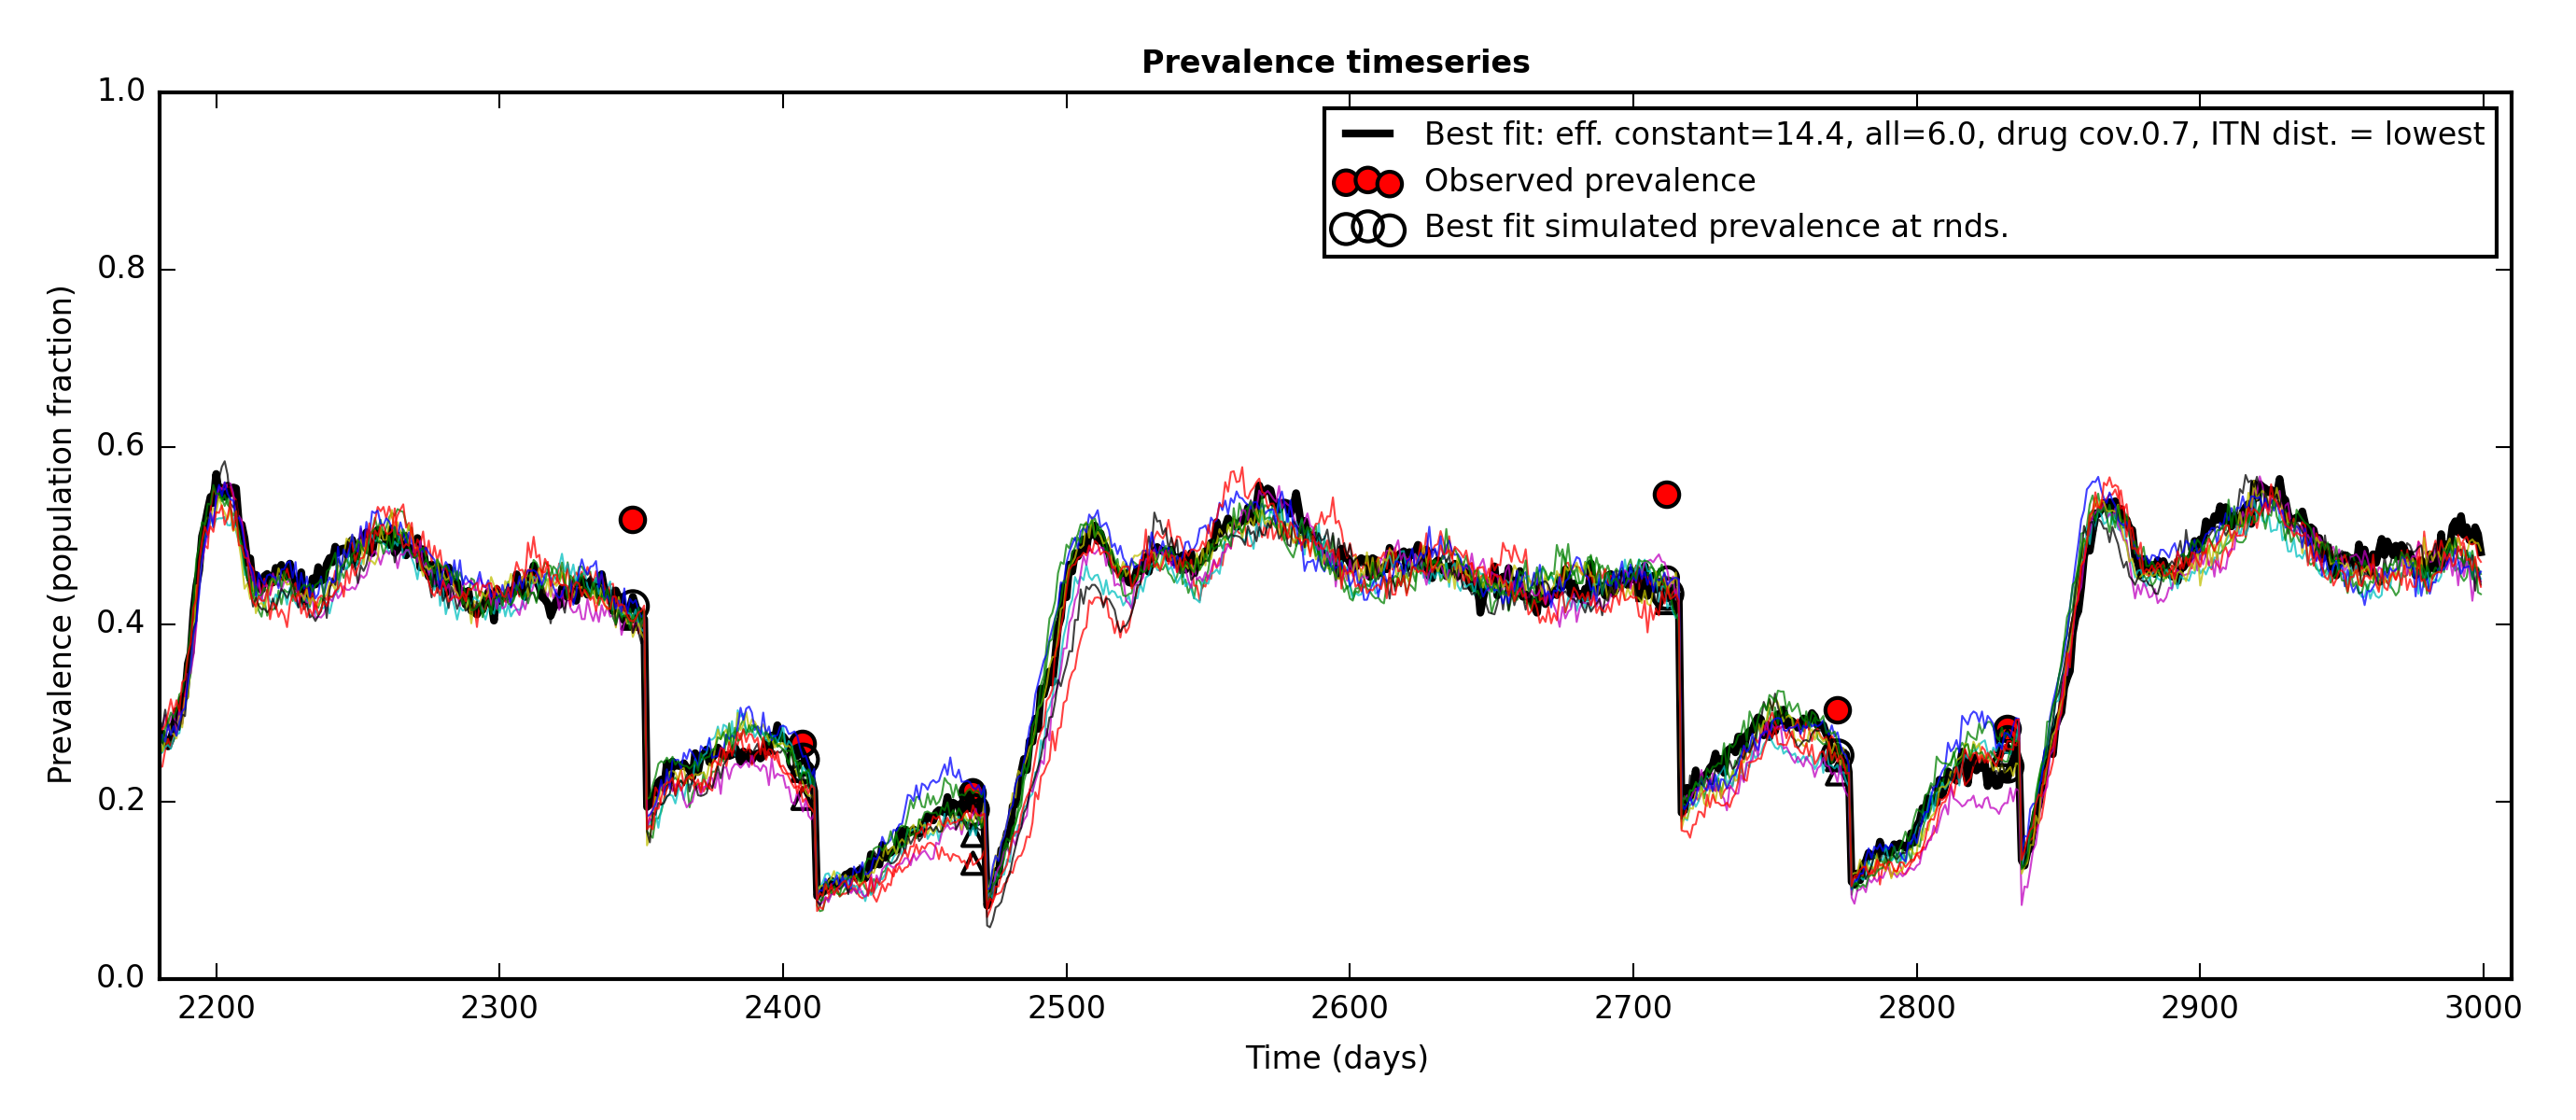 Prevalence timeseries
1.0
0.8
0.6
0.4
0.2
0.0
Prevalence (population fraction)
Best fit: eff. constant=14.4, all=6.0, drug cov.0.7, ITN dist. = lowest
Observed prevalence
Best fit simulated prevalence at rnds.
2200 2300 2400 2500 2600 2700 2800 2900 3000
Time (days)